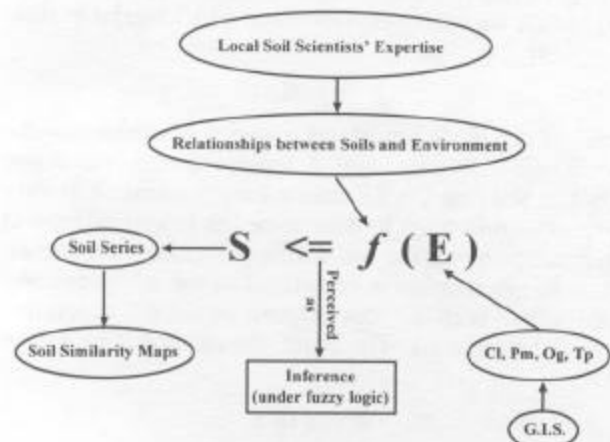 Local Soil Scientists' Expertise
Relationships between Soils and Environment
Soil Series
S <= f ( E )
Perceived
as
Soil Similarity Maps
Cl, Pm, Og, Tp
Inference
(under fuzzy logic)
G.I.S.